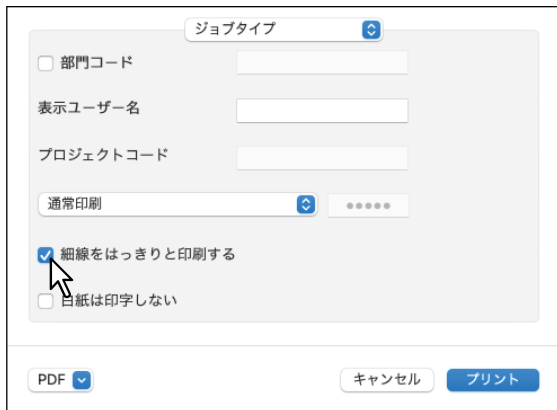 ジョブタイプ
部門コード
表示ユーザー名
プロジェクトコード
通常印刷
●●●●●
細線をはっきりと印刷する
白紙は印字しない
PDF キャンセル プリント